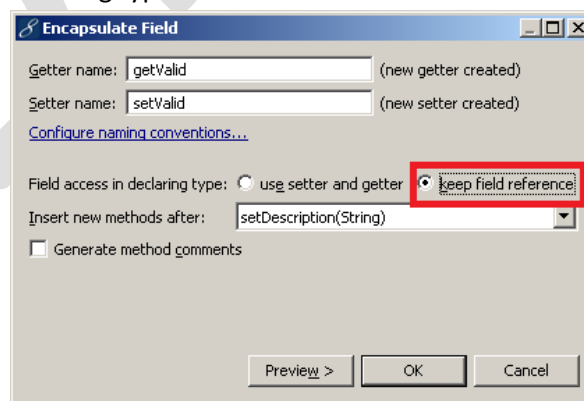 Encapsulate Field
Getter name: getValid (new getter created)
Setter name: setValid (new setter created)
Configure naming conventions...
Field access in declaring type: use setter and getter keep field reference
Insert new methods after: setDescription(String)
Generate method comments
Preview > OK Cancel